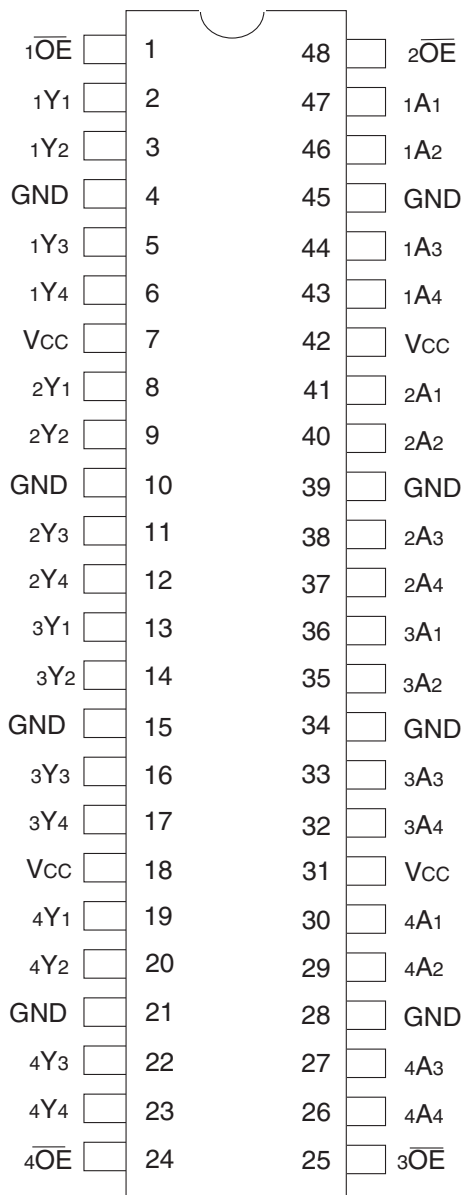 1O̅E̅ 1 48 2O̅E̅
1Y1 2 47 1A1
1Y2 3 46 1A2
GND 4 45 GND
1Y3 5 44 1A3
1Y4 6 43 1A4
VCC 7 42 VCC
2Y1 8 41 2A1
2Y2 9 40 2A2
GND 10 39 GND
2Y3 11 38 2A3
2Y4 12 37 2A4
3Y1 13 36 3A1
3Y2 14 35 3A2
GND 15 34 GND
3Y3 16 33 3A3
3Y4 17 32 3A4
VCC 18 31 VCC
4Y1 19 30 4A1
4Y2 20 29 4A2
GND 21 28 GND
4Y3 22 27 4A3
4Y4 23 26 4A4
4O̅E̅ 24 25 3O̅E̅